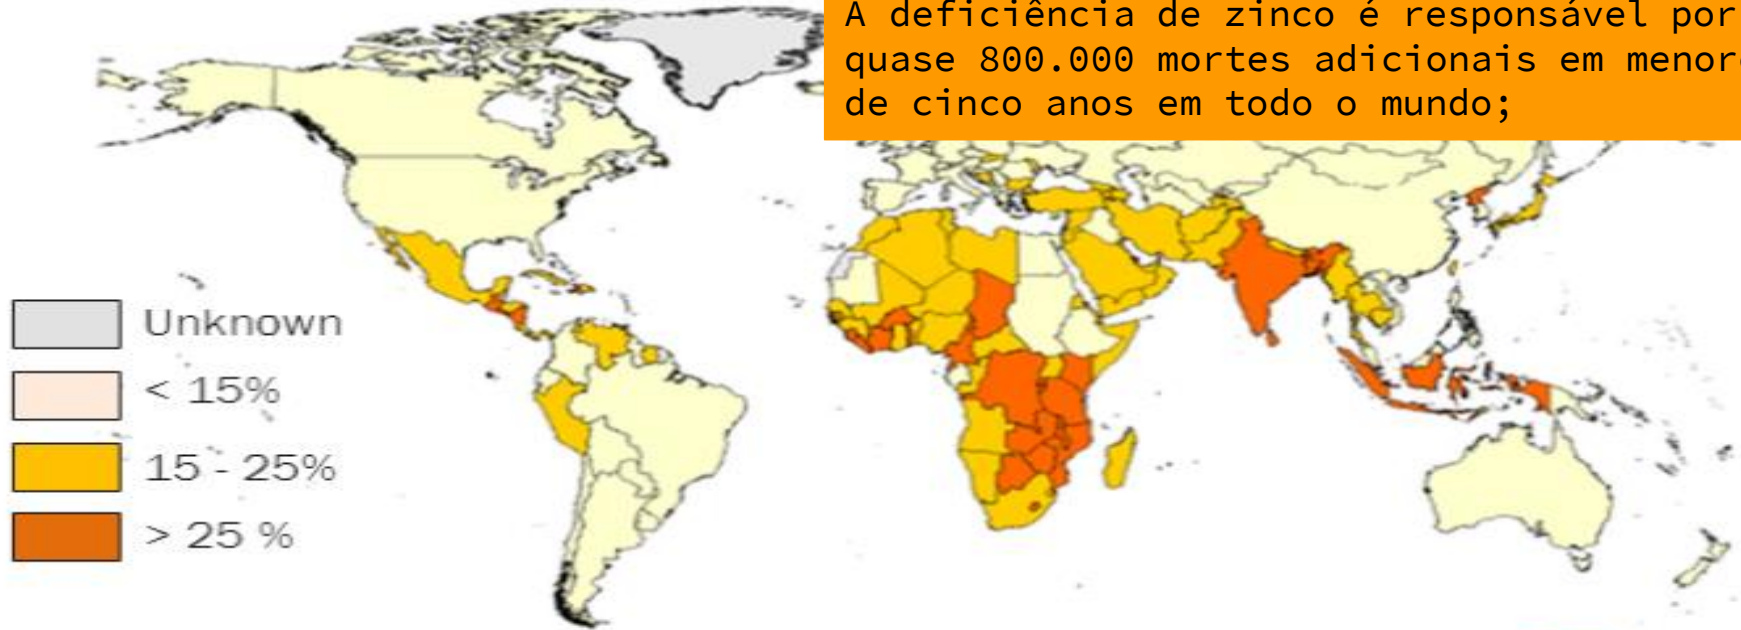 A deficiência de zinco é responsável por
quase 800.000 mortes adicionais em menor
de cinco anos em todo o mundo;
Unknown
< 15%
15 - 25%
> 25 %